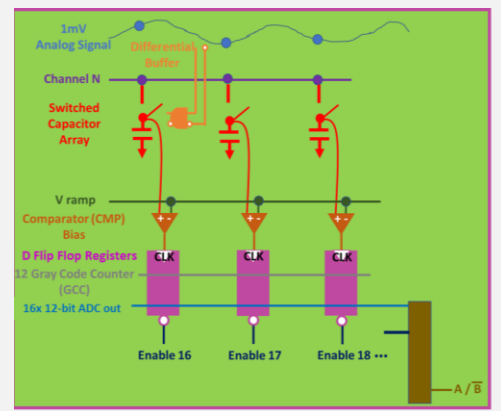 1mV
Analog Signal
Differential
Buffer
Channel N
Switched
Capacitor
Array
V ramp
Comparator (CMP)
Bias
+ -
+ -
+ -
D Flip Flop Registers
CLK
CLK
CLK
12 Gray Code Counter
(GCC)
16x 12-bit ADC out
Enable 16
Enable 17
Enable 18 •••
A / B̅